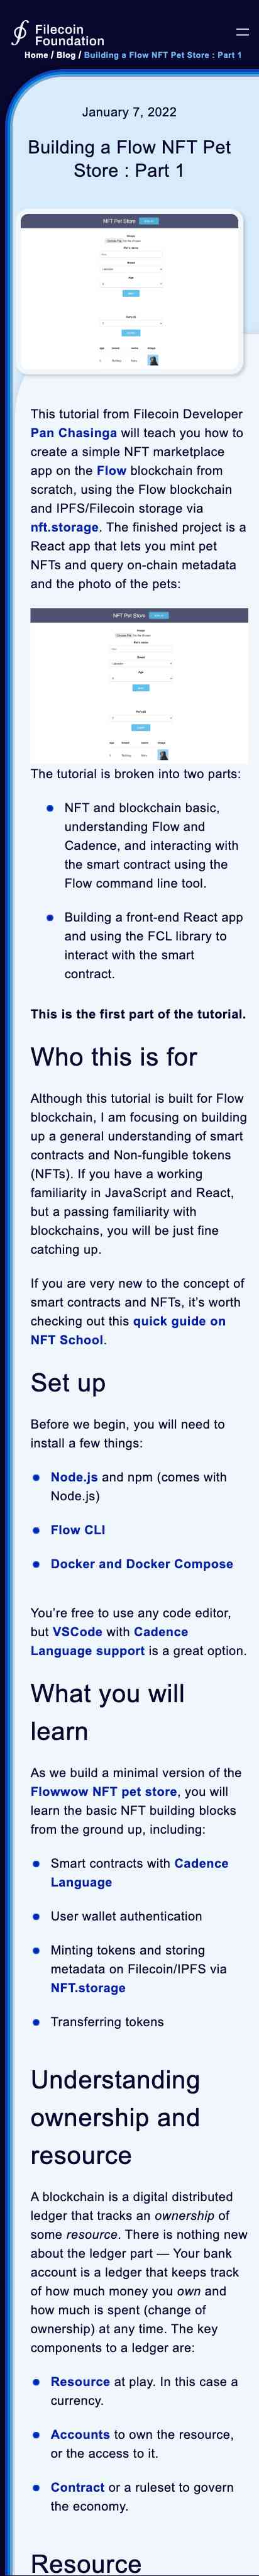 Filecoin
Foundation
Home / Blog / Building a Flow NFT Pet Store : Part 1
January 7, 2022
Building a Flow NFT Pet
Store : Part 1
NFT Pet Store
This tutorial from Filecoin Developer
Pan Chasinga will teach you how to
create a simple NFT marketplace
app on the Flow blockchain from
scratch, using the Flow blockchain
and IPFS/Filecoin storage via
nft.storage. The finished project is a
React app that lets you mint pet
NFTs and query on-chain metadata
and the photo of the pets:
NFT Pet Store
The tutorial is broken into two parts:
NFT and blockchain basic,
understanding Flow and
Cadence, and interacting with
the smart contract using the
Flow command line tool.
Building a front-end React app
and using the FCL library to
interact with the smart
contract.
This is the first part of the tutorial.
Who this is for
Although this tutorial is built for Flow
blockchain, I am focusing on building
up a general understanding of smart
contracts and Non-fungible tokens
(NFTs). If you have a working
familiarity in JavaScript and React,
but a passing familiarity with
blockchains, you will be just fine
catching up.
If you are very new to the concept of
smart contracts and NFTs, it's worth
checking out this quick guide on
NFT School.
Set up
Before we begin, you will need to
install a few things:
Node.js and npm (comes with
Node.js)
Flow CLI
Docker and Docker Compose
You're free to use any code editor,
but VSCode with Cadence
Language support is a great option.
What you will
learn
As we build a minimal version of the
Flowwow NFT pet store, you will
learn the basic NFT building blocks
from the ground up, including:
Smart contracts with Cadence
Language
User wallet authentication
Minting tokens and storing
metadata on Filecoin/IPFS via
NFT.storage
Transferring tokens
Understanding
ownership and
resource
A blockchain is a digital distributed
ledger that tracks an ownership of
some resource. There is nothing new
about the ledger part — Your bank
account is a ledger that keeps track
of how much money you own and
how much is spent (change of
ownership) at any time. The key
components to a ledger are:
Resource at play. In this case a
currency.
Accounts to own the resource,
or the access to it.
Contract or a ruleset to govern
the economy.
Resource